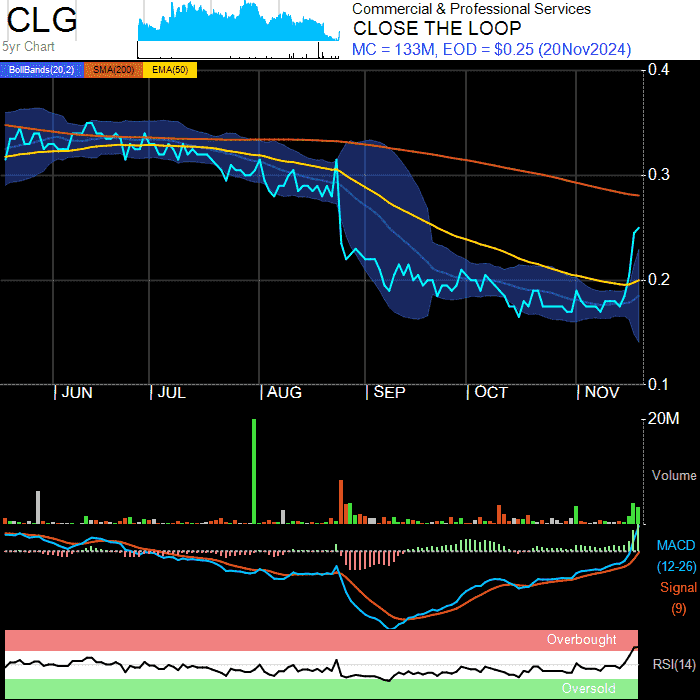 CLG
5yr Chart
Commercial & Professional Services
CLOSE THE LOOP
MC = 133M, EOD = $0.25 (20Nov2024)
BollBands(20,2) SMA(200) EMA(50)
0.4
0.3
0.2
0.1
JUN JUL AUG SEP OCT NOV
20M
Volume
MACD
(12-26)
Signal
(9)
Overbought
RSI(14)
Oversold